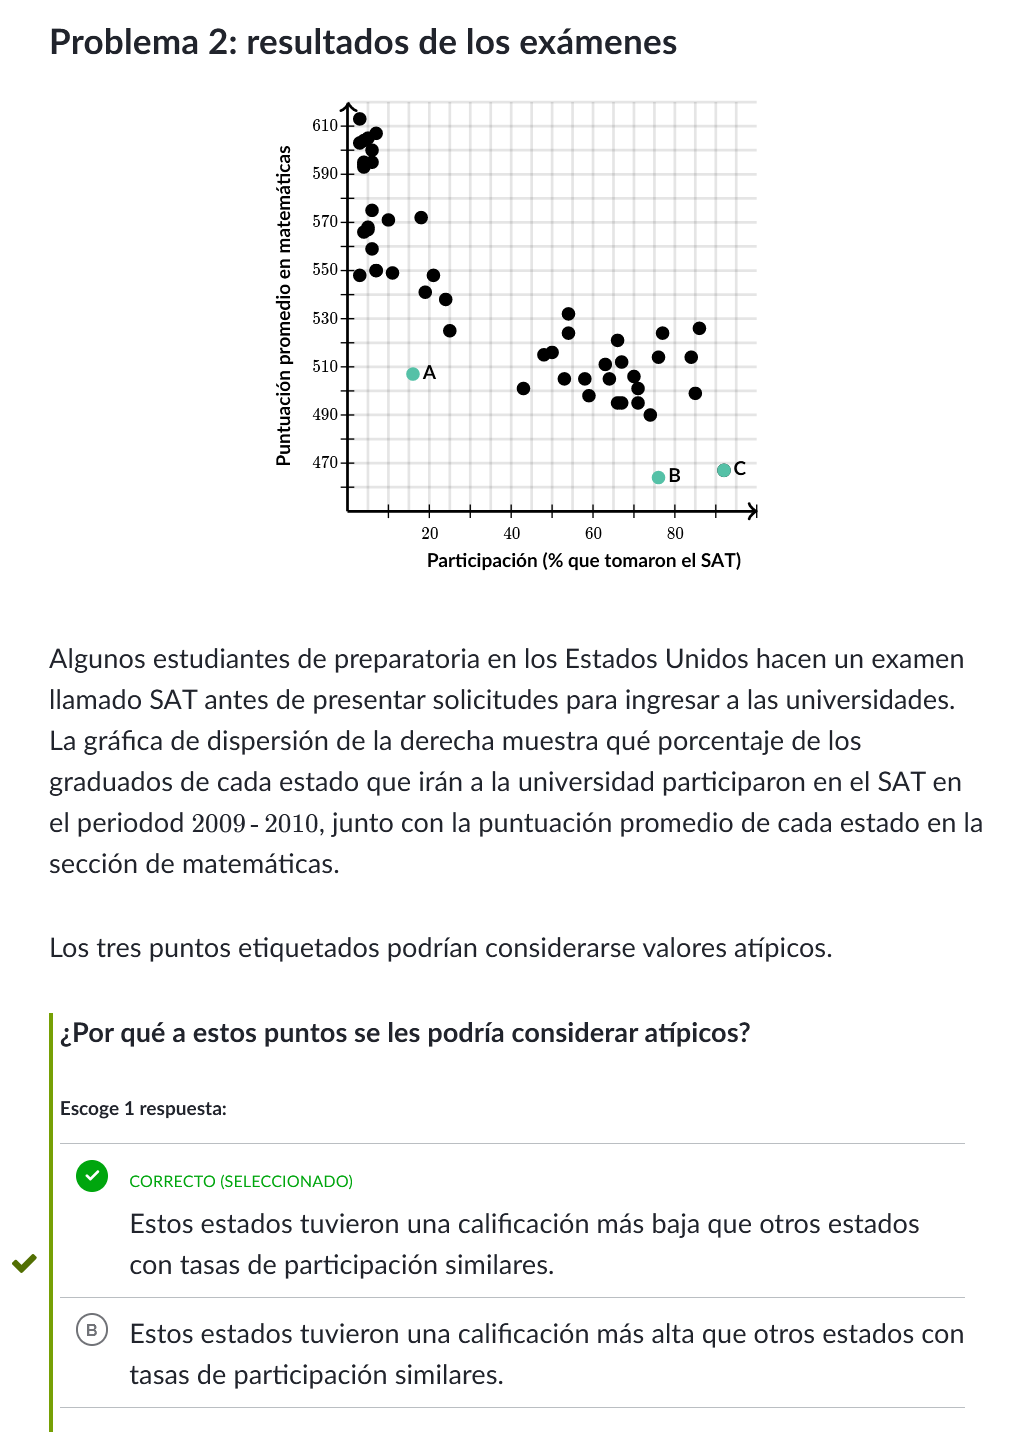 Problema 2: resultados de los exámenes
610
590
570
550
530
510
490
470
Puntuación promedio en matemáticas
A
B
C
20 40 60 80
Participación (% que tomaron el SAT)
Algunos estudiantes de preparatoria en los Estados Unidos hacen un examen
llamado SAT antes de presentar solicitudes para ingresar a las universidades.
La gráfica de dispersión de la derecha muestra qué porcentaje de los
graduados de cada estado que irán a la universidad participaron en el SAT en
el periodod 2009 - 2010, junto con la puntuación promedio de cada estado en la
sección de matemáticas.
Los tres puntos etiquetados podrían considerarse valores atípicos.
¿Por qué a estos puntos se les podría considerar atípicos?
Escoge 1 respuesta:
CORRECTO (SELECCIONADO)
Estos estados tuvieron una calificación más baja que otros estados
con tasas de participación similares.
B Estos estados tuvieron una calificación más alta que otros estados con
tasas de participación similares.